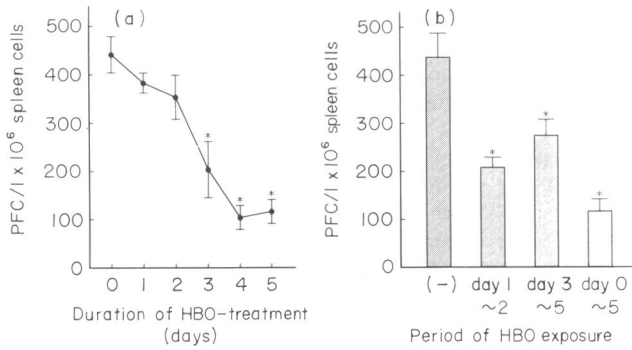 (a)
PFC/1 x 10⁶ spleen cells
500
400
300
200
100
0
*
*
*
0 1 2 3 4 5
Duration of HBO-treatment
(days)
(b)
PFC/1 x 10⁶ spleen cells
500
400
300
200
100
0
*
*
*
(-) day 1 day 3 day 0
~2 ~5 ~5
Period of HBO exposure